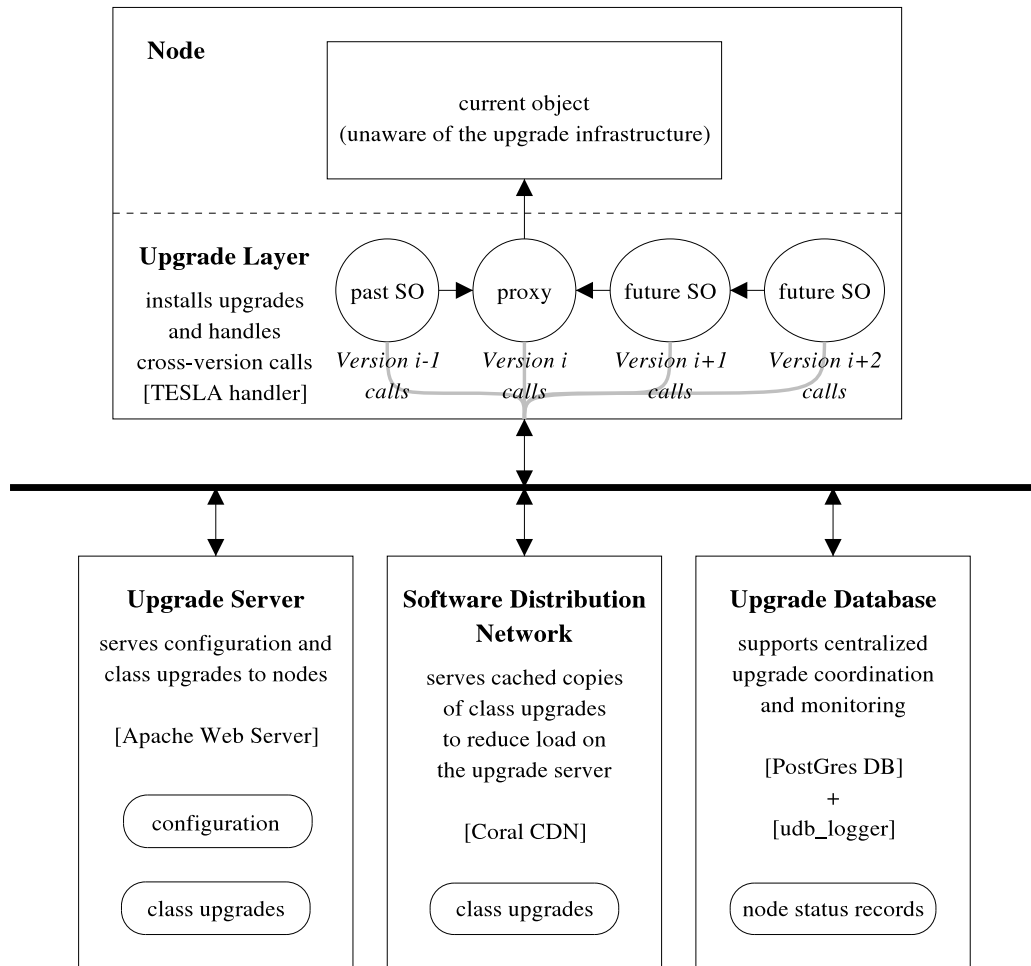 Node
current object
(unaware of the upgrade infrastructure)
Upgrade Layer
installs upgrades
and handles
cross-version calls
[TESLA handler]
past SO
proxy
future SO
future SO
Version i-1
calls
Version i
calls
Version i+1
calls
Version i+2
calls
Upgrade Server
serves configuration and
class upgrades to nodes
[Apache Web Server]
configuration
class upgrades
Software Distribution
Network
serves cached copies
of class upgrades
to reduce load on
the upgrade server
[Coral CDN]
class upgrades
Upgrade Database
supports centralized
upgrade coordination
and monitoring
[PostGres DB]
+
[udb_logger]
node status records